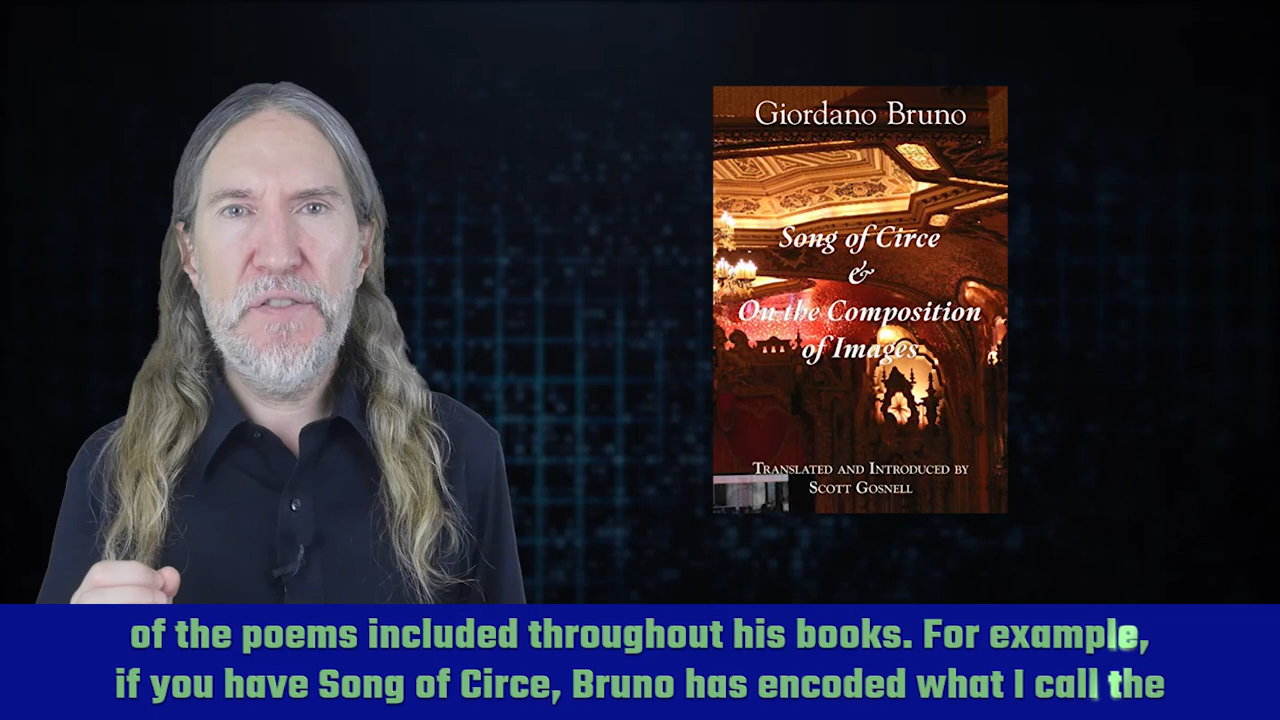 Giordano Bruno
Song of Circe
&
On the Composition
of Images
Translated and Introduced by
Scott Gosnell
of the poems included throughout his books. For example,
if you have Song of Circe, Bruno has encoded what I call the